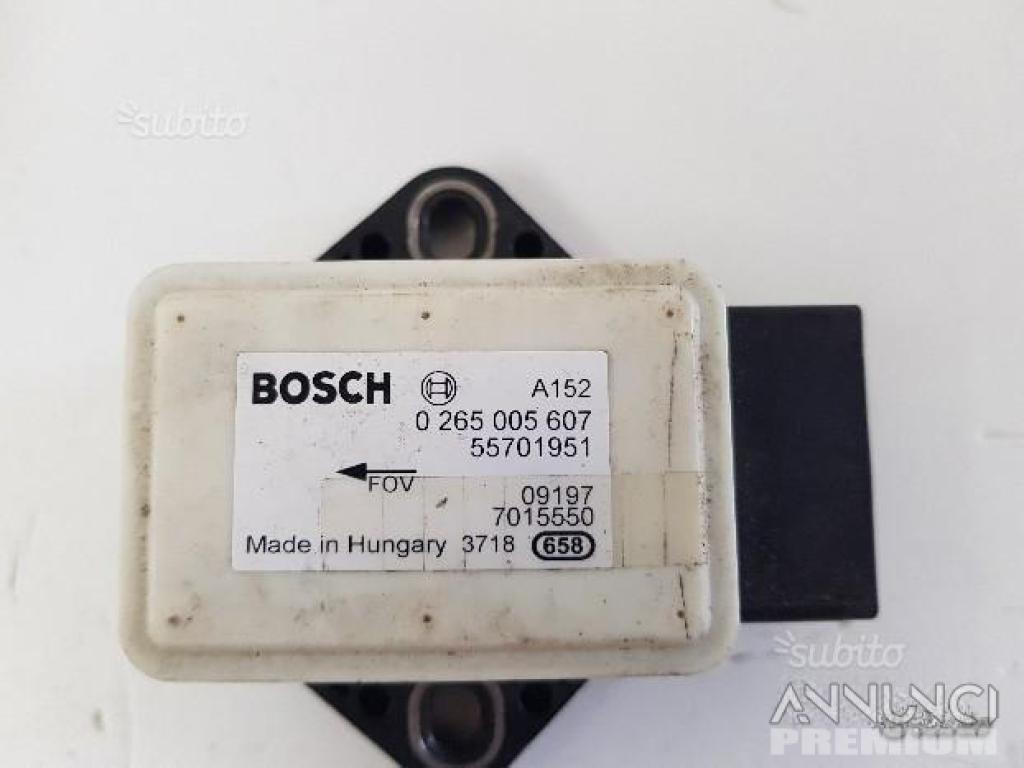 subito
BOSCH A152
0 265 005 607
55701951
FOV
09197
7015550
Made in Hungary 3718 658
subito
ANNUNCI
PREMIUM